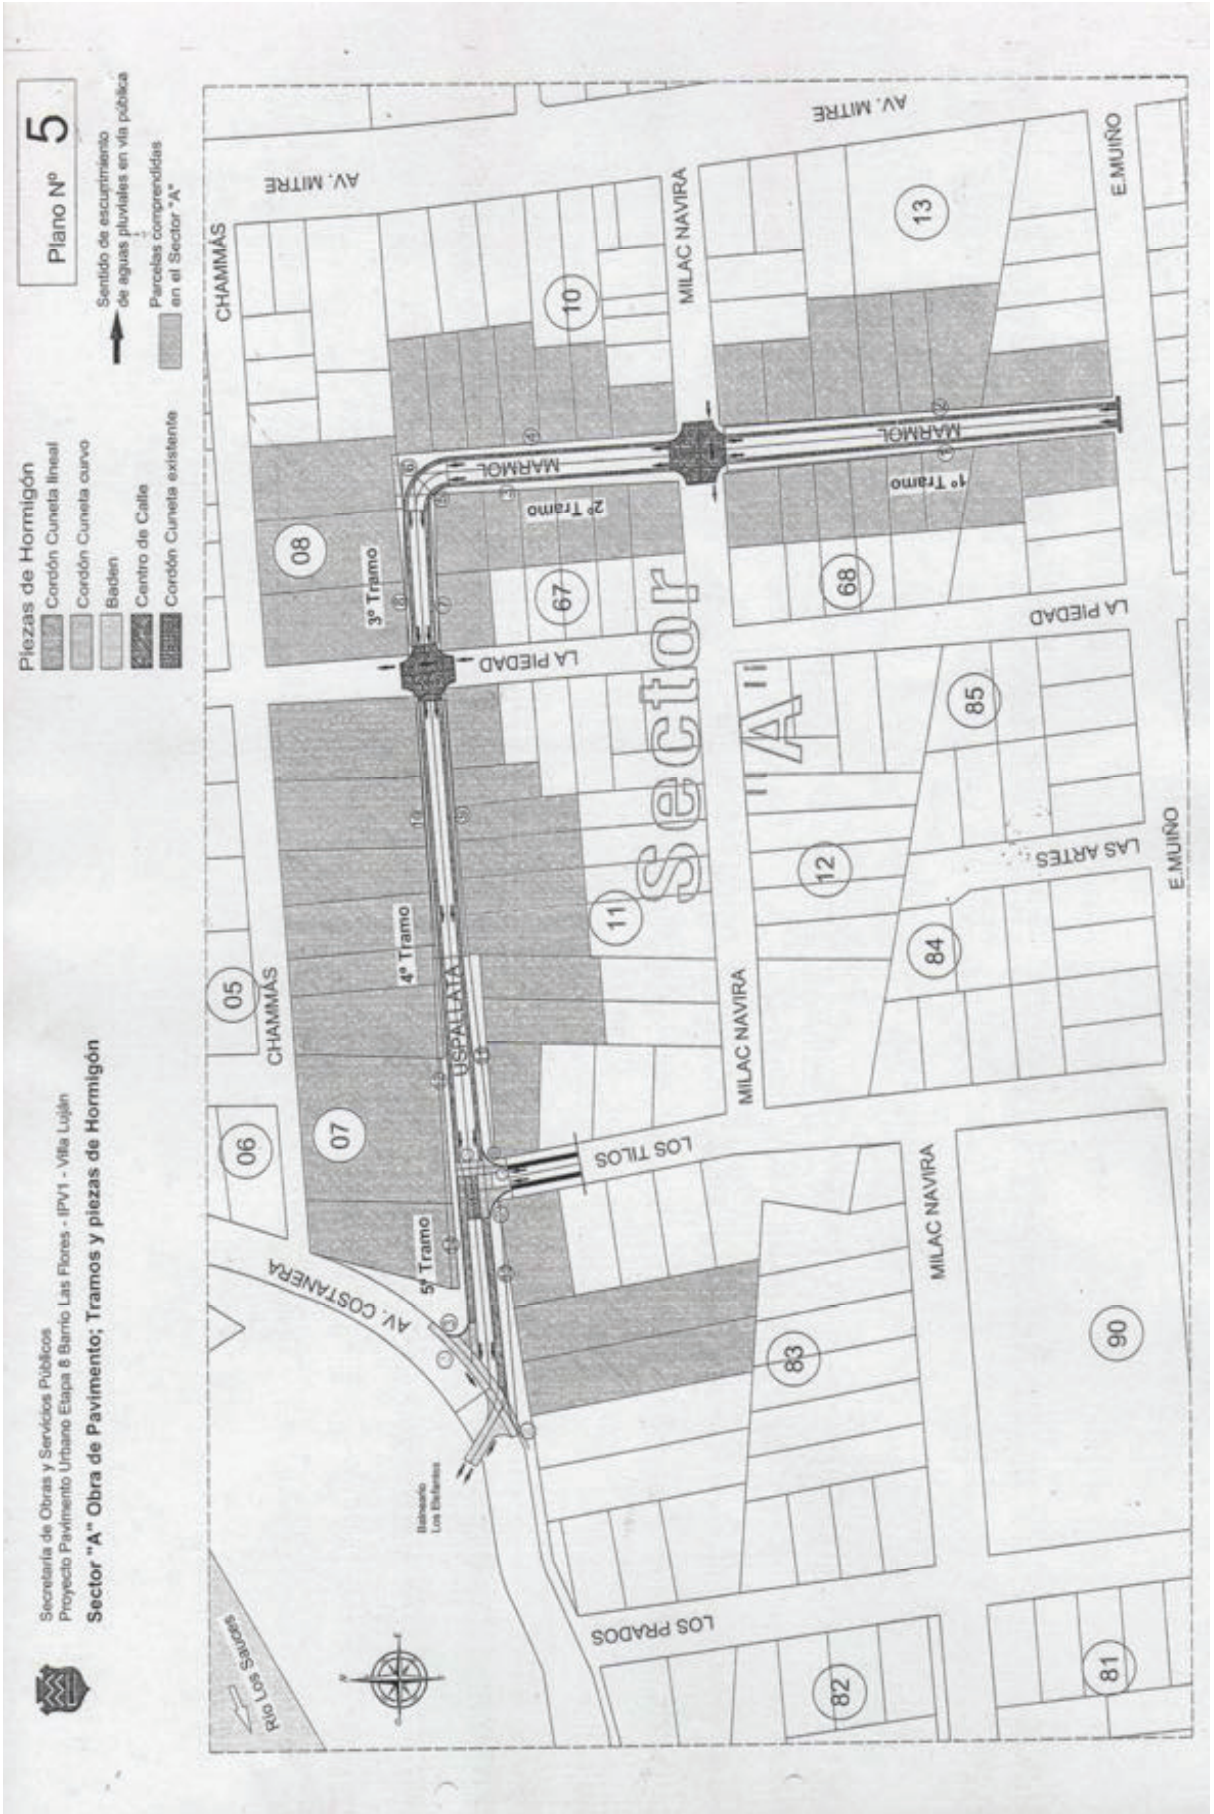 Secretaría de Obras y Servicios Públicos
Proyecto Pavimento Urbano Etapa 8 Barrio Las Flores - IPV1 - Villa Luján
Sector "A" Obra de Pavimento; Tramos y piezas de Hormigón
Piezas de Hormigón
Cordón Cuneta lineal
Cordón Cuneta curvo
Baden
Centro de Calle
Cordón Cuneta existente
Plano Nº 5
Sentido de escurrimiento
de aguas pluviales en vía pública
Parcelas comprendidas
en el Sector "A"
Río Los Sauces
AV. COSTANERA
06
05
CHAMMÁS
CHAMMÁS
07
08
AV. MITRE
5º Tramo
4º Tramo
3º Tramo
Balneario
Los Elefantes
USPALLATA
MARMOL
2º Tramo
10
LOS TILOS
11
LA PIEDAD
67
Sector
"A"
LOS PRADOS
MILAC NAVIRA
MILAC NAVIRA
MILAC NAVIRA
83
12
68
1º Tramo
MARMOL
13
AV. MITRE
82
84
85
90
LAS ARTES
LA PIEDAD
81
E.MUIÑO
E.MUIÑO